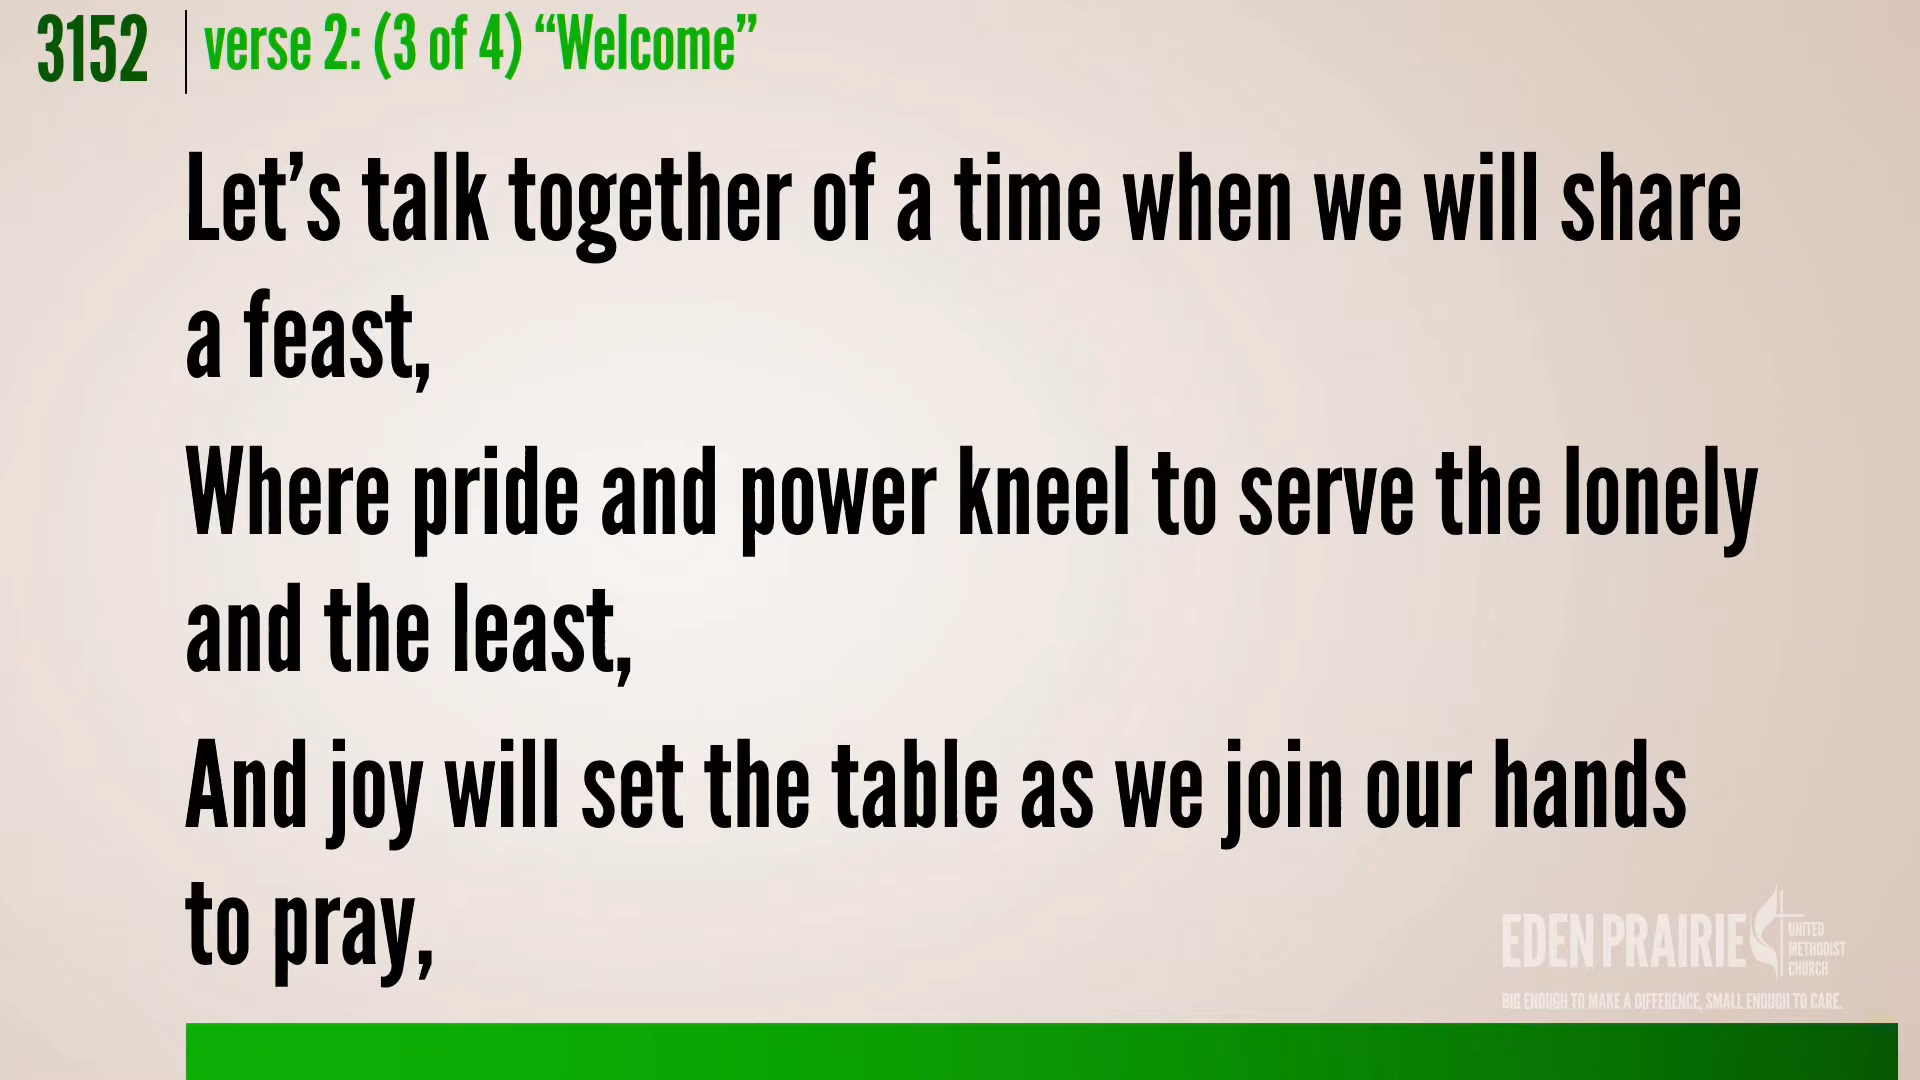 3152
verse 2: (3 of 4) “Welcome”
Let’s talk together of a time when we will share
a feast,
Where pride and power kneel to serve the lonely
and the least,
And joy will set the table as we join our hands
to pray,
EDEN PRAIRIE
UNITED
METHODIST
CHURCH
BIG ENOUGH TO MAKE A DIFFERENCE, SMALL ENOUGH TO CARE.